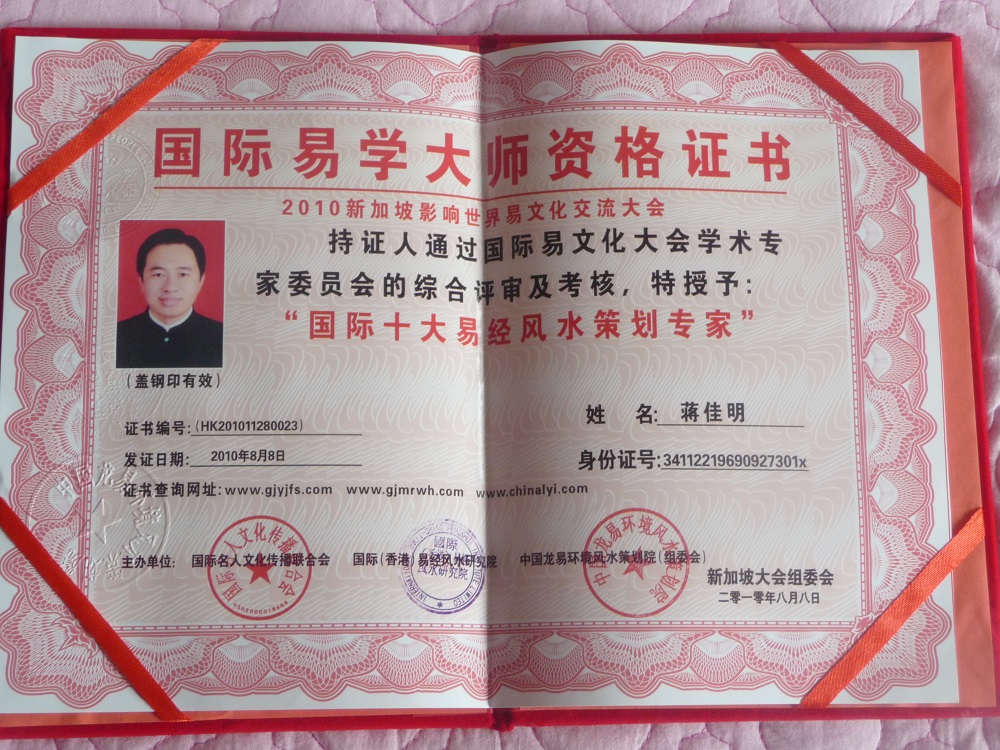 国际易学大师资格证书
2010新加坡影响世界易文化交流大会
持证人通过国际易文化大会学术专
家委员会的综合评审及考核，特授予：
“国际十大易经风水策划专家”
（盖钢印有效）
姓 名：蒋佳明
证书编号：（HK201011280023）
发证日期：2010年8月8日
身份证号：34112219690927301x
证书查询网址：www.gjyjfs.com www.gjmrwh.com www.chinalyi.com
主办单位： 国际名人文化传播联合会 国际（香港）易经风水研究院 中国龙易环境风水策划院（组委会）
新加坡大会组委会
二零一零年八月八日